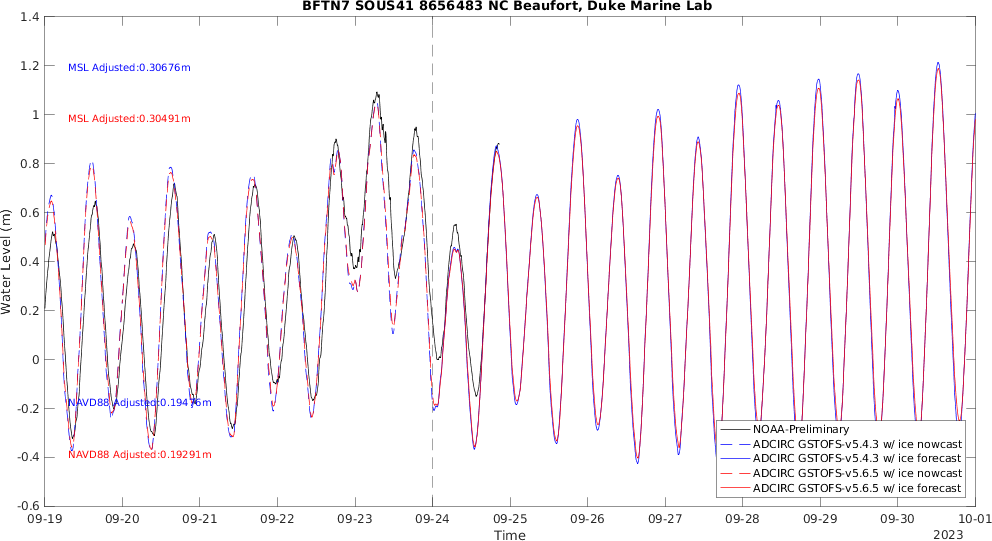 BFTN7 SOUS41 8656483 NC Beaufort, Duke Marine Lab
1.4
1.2
1
0.8
0.6
0.4
0.2
0
-0.2
-0.4
-0.6
Water Level (m)
MSL Adjusted:0.30676m
MSL Adjusted:0.30491m
NAVD88 Adjusted:0.19476m
NAVD88 Adjusted:0.19291m
NOAA-Preliminary
ADCIRC GSTOFS-v5.4.3 w/ ice nowcast
ADCIRC GSTOFS-v5.4.3 w/ ice forecast
ADCIRC GSTOFS-v5.6.5 w/ ice nowcast
ADCIRC GSTOFS-v5.6.5 w/ ice forecast
09-19 09-20 09-21 09-22 09-23 09-24 09-25 09-26 09-27 09-28 09-29 09-30 10-01
Time
2023